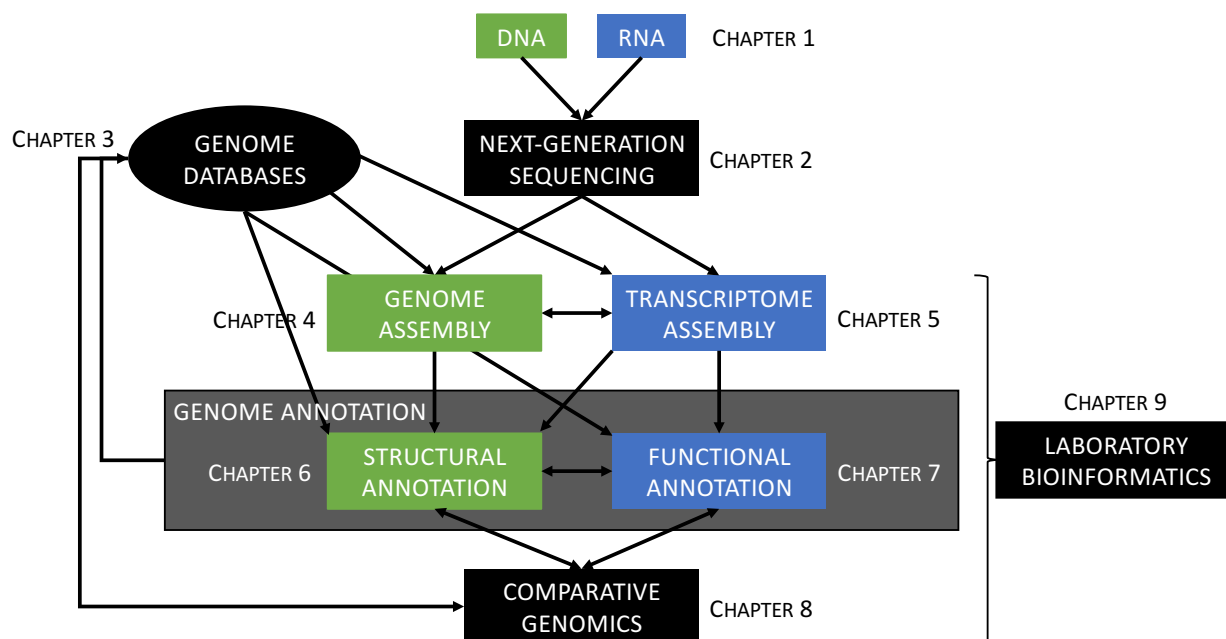 DNA
RNA
CHAPTER 1
CHAPTER 3
GENOME
DATABASES
NEXT-GENERATION
SEQUENCING
CHAPTER 2
CHAPTER 4
GENOME
ASSEMBLY
TRANSCRIPTOME
ASSEMBLY
CHAPTER 5
GENOME ANNOTATION
CHAPTER 6
STRUCTURAL
ANNOTATION
FUNCTIONAL
ANNOTATION
CHAPTER 7
CHAPTER 9
LABORATORY
BIOINFORMATICS
COMPARATIVE
GENOMICS
CHAPTER 8